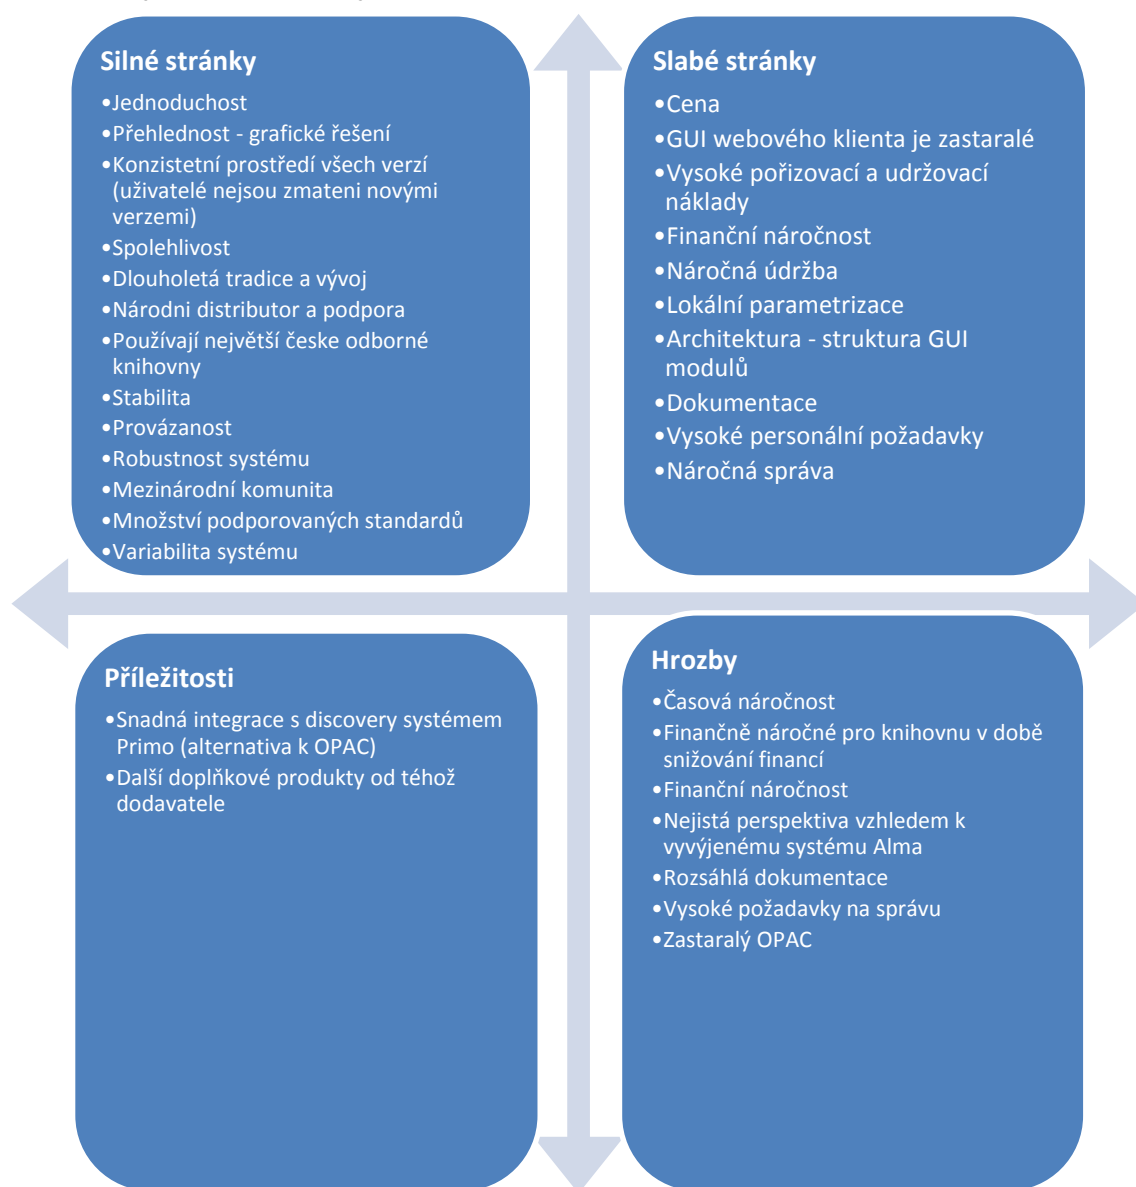 Silné stránky
•Jednoduchost
•Přehlednost - grafické řešení
•Konzistetní prostředí všech verzí
(uživatelé nejsou zmateni novými
verzemi)
•Spolehlivost
•Dlouholetá tradice a vývoj
•Národni distributor a podpora
•Používají největší česke odborné
knihovny
•Stabilita
•Provázanost
•Robustnost systému
•Mezinárodní komunita
•Množství podporovaných standardů
•Variabilita systému
Slabé stránky
•Cena
•GUI webového klienta je zastaralé
•Vysoké pořizovací a udržovací
náklady
•Finanční náročnost
•Náročná údržba
•Lokální parametrizace
•Architektura - struktura GUI
modulů
•Dokumentace
•Vysoké personální požadavky
•Náročná správa
Příležitosti
•Snadná integrace s discovery systémem
Primo (alternativa k OPAC)
•Další doplňkové produkty od téhož
dodavatele
Hrozby
•Časová náročnost
•Finančně náročné pro knihovnu v době
snižování financí
•Finanční náročnost
•Nejistá perspektiva vzhledem k
vyvýjenému systému Alma
•Rozsáhlá dokumentace
•Vysoké požadavky na správu
•Zastaralý OPAC